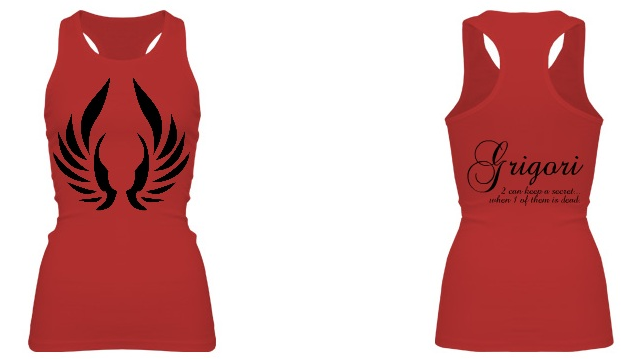 Grigori
2 can keep a secret...
when 1 of them is dead